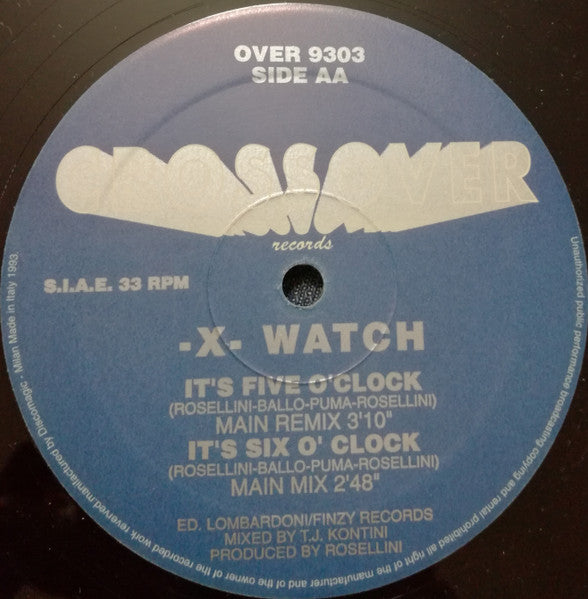 OVER 9303
SIDE AA
CROSSOVER
records
S.I.A.E. 33 RPM
-X- WATCH
IT'S FIVE O'CLOCK
(ROSELLINI-BALLO-PUMA-ROSELLINI)
MAIN REMIX 3'10"
IT'S SIX O' CLOCK
(ROSELLINI-BALLO-PUMA-ROSELLINI)
MAIN MIX 2'48"
ED. LOMBARDONI/FINZY RECORDS
MIXED BY T.J. KONTINI
PRODUCED BY ROSELLINI
Unauthorized public performance broadcasting copying and rental prohibited all right of the and of the owner of the recorded work reverved.manifactured by Discomagic - Milan Made in Italy 1993.